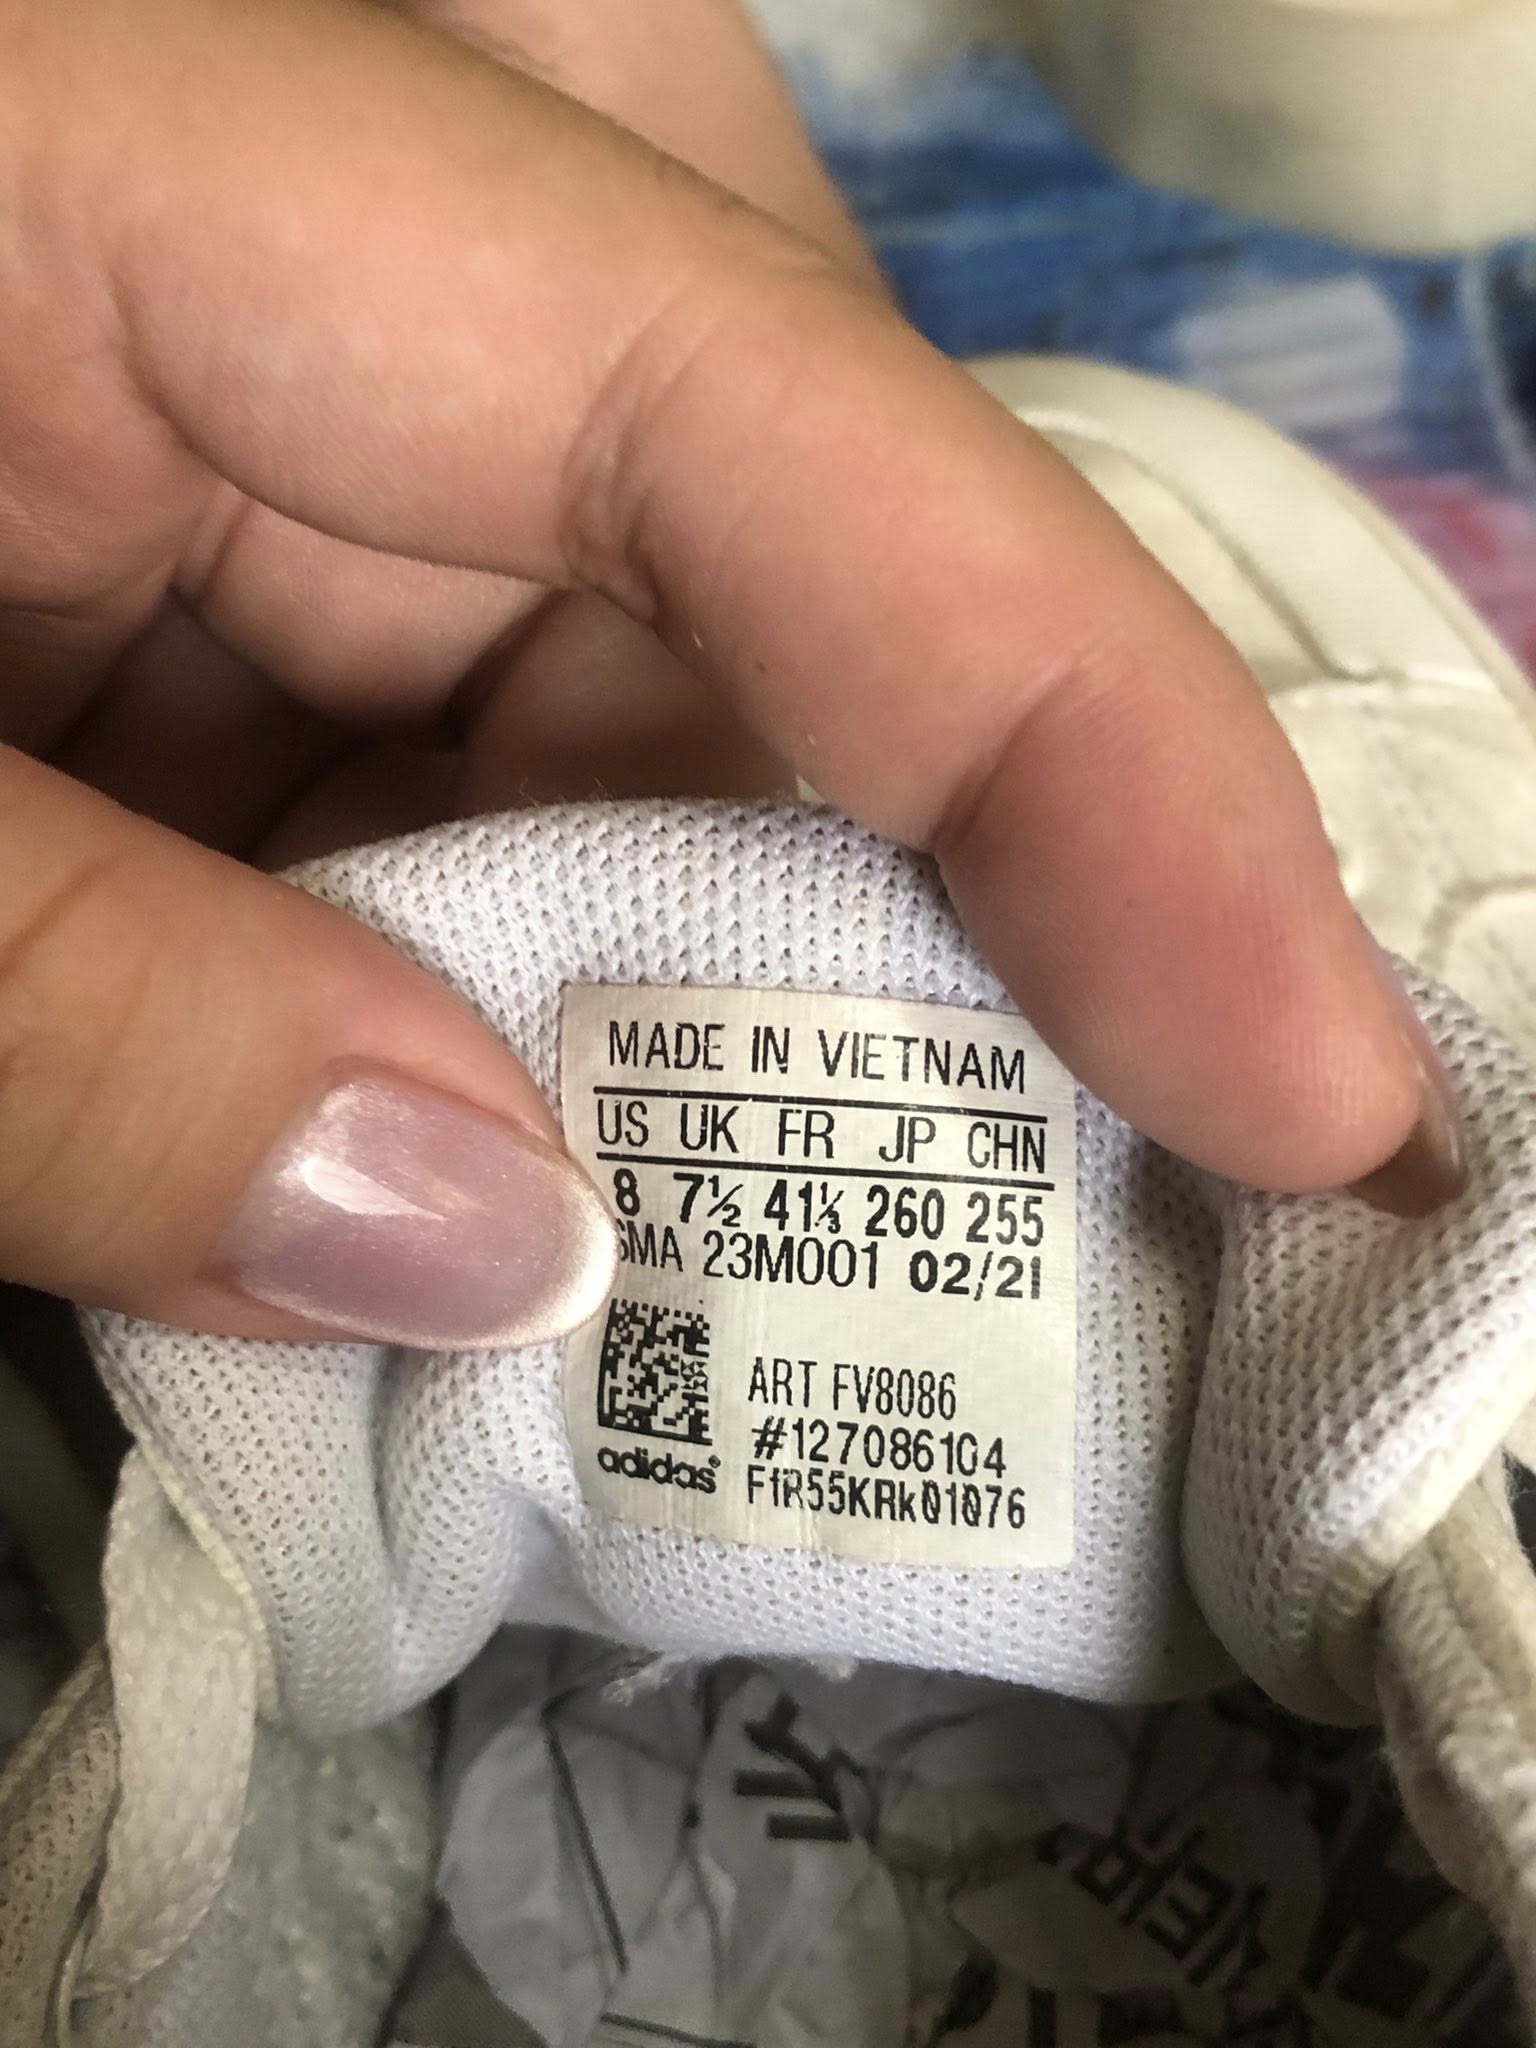 MADE IN VIETNAM
US UK FR JP CHN
8 7½ 41⅓ 260 255
SMA 23M001 02/21
ART FV8086
#127086104
FfR55KRk01076
adidas®